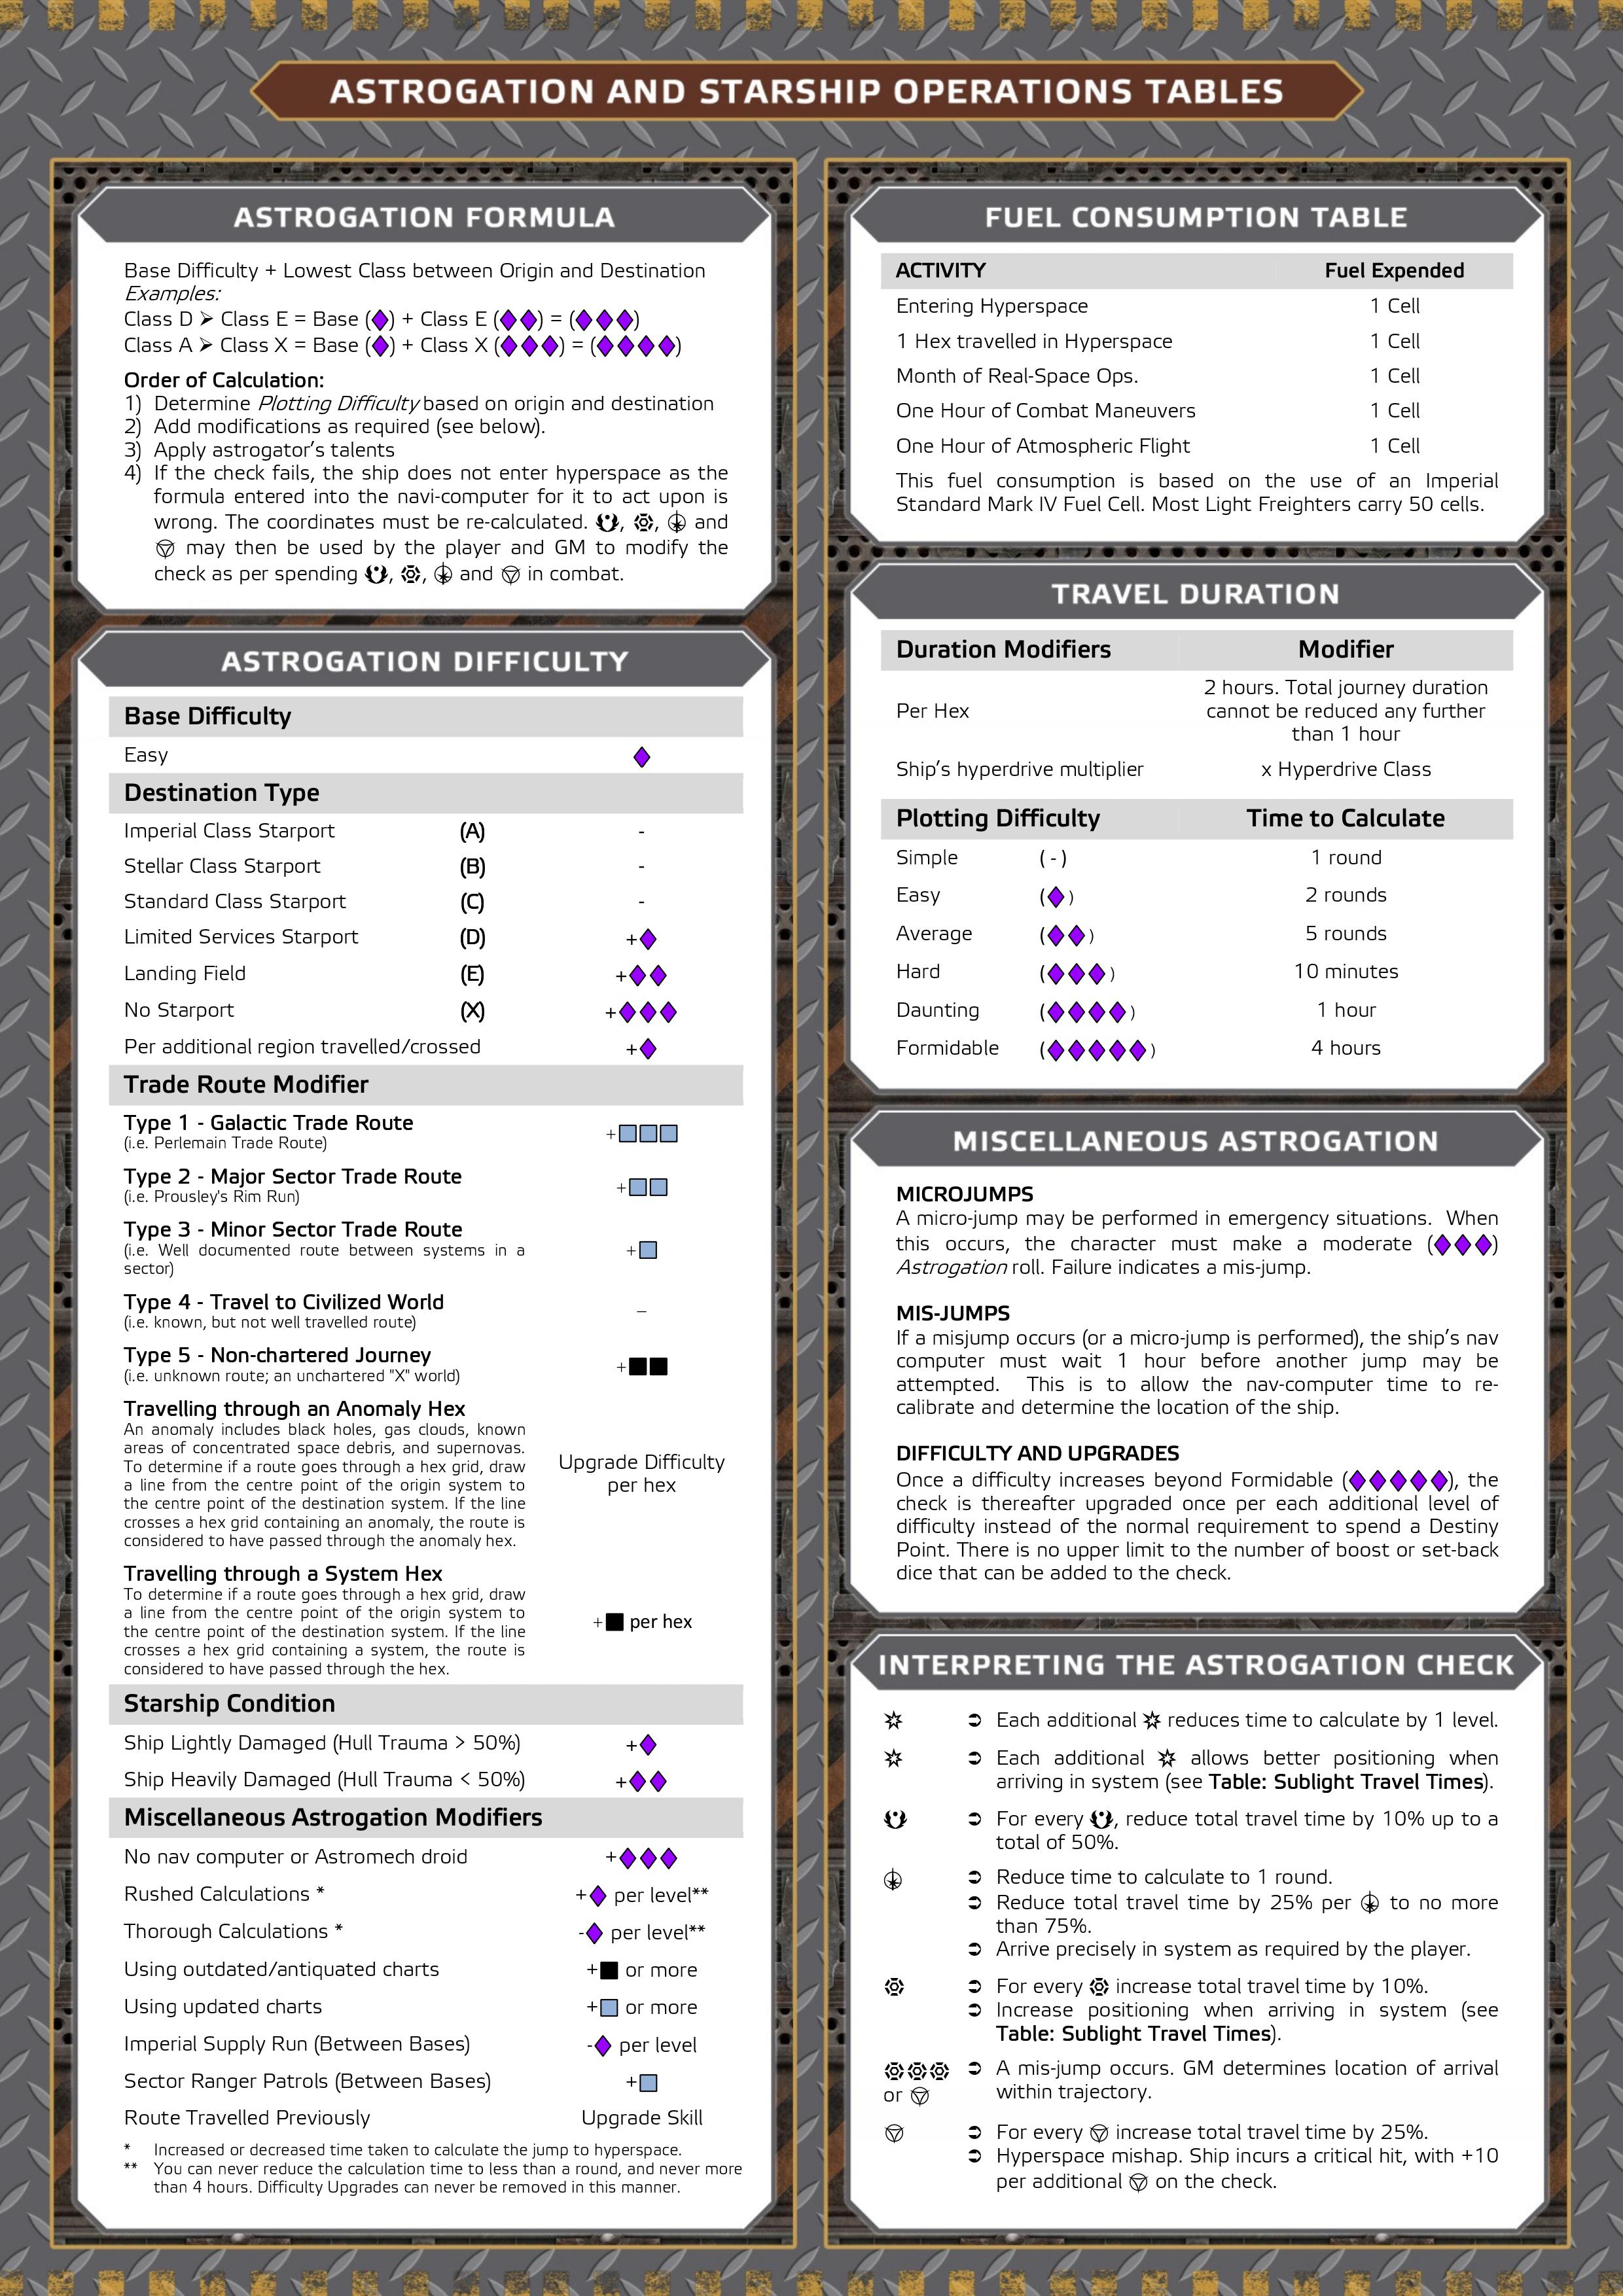 ASTROGATION AND STARSHIP OPERATIONS TABLES
ASTROGATION FORMULA
Base Difficulty + Lowest Class between Origin and Destination
Examples:
Class D ➢ Class E = Base (♦) + Class E (♦♦) = (♦♦♦)
Class A ➢ Class X = Base (♦) + Class X (♦♦♦) = (♦♦♦♦)
Order of Calculation:
1) Determine Plotting Difficulty based on origin and destination
2) Add modifications as required (see below).
3) Apply astrogator's talents
4) If the check fails, the ship does not enter hyperspace as the
formula entered into the navi-computer for it to act upon is
wrong. The coordinates must be re-calculated. , , and
may then be used by the player and GM to modify the
check as per spending , , and in combat.
ASTROGATION DIFFICULTY
Base Difficulty
Easy ♦
Destination Type
Imperial Class Starport (A) -
Stellar Class Starport (B) -
Standard Class Starport (C) -
Limited Services Starport (D) +♦
Landing Field (E) +♦♦
No Starport (X) +♦♦♦
Per additional region travelled/crossed +♦
Trade Route Modifier
Type 1 - Galactic Trade Route
(i.e. Perlemain Trade Route) +■■■
Type 2 - Major Sector Trade Route
(i.e. Prousley's Rim Run) +■■
Type 3 - Minor Sector Trade Route
(i.e. Well documented route between systems in a
sector) +■
Type 4 - Travel to Civilized World
(i.e. known, but not well travelled route) –
Type 5 - Non-chartered Journey
(i.e. unknown route; an unchartered "X" world) +■■
Travelling through an Anomaly Hex
An anomaly includes black holes, gas clouds, known
areas of concentrated space debris, and supernovas.
To determine if a route goes through a hex grid, draw
a line from the centre point of the origin system to
the centre point of the destination system. If the line
crosses a hex grid containing an anomaly, the route is
considered to have passed through the anomaly hex.
Upgrade Difficulty
per hex
Travelling through a System Hex
To determine if a route goes through a hex grid, draw
a line from the centre point of the origin system to
the centre point of the destination system. If the line
crosses a hex grid containing a system, the route is
considered to have passed through the hex.
+■ per hex
Starship Condition
Ship Lightly Damaged (Hull Trauma > 50%) +♦
Ship Heavily Damaged (Hull Trauma < 50%) +♦♦
Miscellaneous Astrogation Modifiers
No nav computer or Astromech droid +♦♦♦
Rushed Calculations * +♦ per level**
Thorough Calculations * -♦ per level**
Using outdated/antiquated charts +■ or more
Using updated charts +■ or more
Imperial Supply Run (Between Bases) -♦ per level
Sector Ranger Patrols (Between Bases) +■
Route Travelled Previously Upgrade Skill
* Increased or decreased time taken to calculate the jump to hyperspace.
** You can never reduce the calculation time to less than a round, and never more
than 4 hours. Difficulty Upgrades can never be removed in this manner.
FUEL CONSUMPTION TABLE
ACTIVITY Fuel Expended
Entering Hyperspace 1 Cell
1 Hex travelled in Hyperspace 1 Cell
Month of Real-Space Ops. 1 Cell
One Hour of Combat Maneuvers 1 Cell
One Hour of Atmospheric Flight 1 Cell
This fuel consumption is based on the use of an Imperial
Standard Mark IV Fuel Cell. Most Light Freighters carry 50 cells.
TRAVEL DURATION
Duration Modifiers Modifier
Per Hex
2 hours. Total journey duration
cannot be reduced any further
than 1 hour
Ship's hyperdrive multiplier x Hyperdrive Class
Plotting Difficulty Time to Calculate
Simple (-) 1 round
Easy (♦) 2 rounds
Average (♦♦) 5 rounds
Hard (♦♦♦) 10 minutes
Daunting (♦♦♦♦) 1 hour
Formidable (♦♦♦♦♦) 4 hours
MISCELLANEOUS ASTROGATION
MICROJUMPS
A micro-jump may be performed in emergency situations. When
this occurs, the character must make a moderate (♦♦♦)
Astrogation roll. Failure indicates a mis-jump.
MIS-JUMPS
If a misjump occurs (or a micro-jump is performed), the ship's nav
computer must wait 1 hour before another jump may be
attempted. This is to allow the nav-computer time to re-
calibrate and determine the location of the ship.
DIFFICULTY AND UPGRADES
Once a difficulty increases beyond Formidable (♦♦♦♦♦), the
check is thereafter upgraded once per each additional level of
difficulty instead of the normal requirement to spend a Destiny
Point. There is no upper limit to the number of boost or set-back
dice that can be added to the check.
INTERPRETING THE ASTROGATION CHECK
Each additional reduces time to calculate by 1 level.
Each additional allows better positioning when
arriving in system (see Table: Sublight Travel Times).
For every , reduce total travel time by 10% up to a
total of 50%.
Reduce time to calculate to 1 round.
Reduce total travel time by 25% per to no more
than 75%.
Arrive precisely in system as required by the player.
For every increase total travel time by 10%.
Increase positioning when arriving in system (see
Table: Sublight Travel Times).
A mis-jump occurs. GM determines location of arrival
or within trajectory.
For every increase total travel time by 25%.
Hyperspace mishap. Ship incurs a critical hit, with +10
per additional on the check.